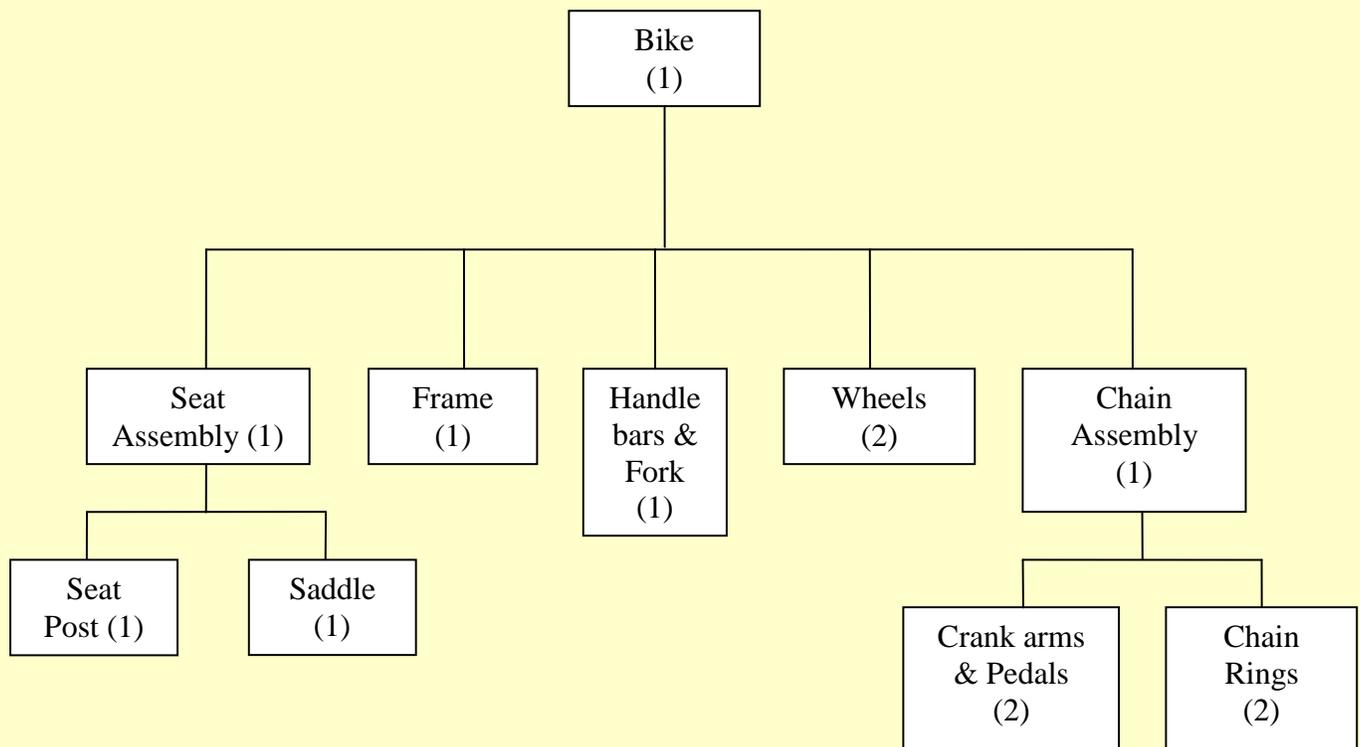 Bike
(1)
Seat
Assembly (1)
Frame
(1)
Handle
bars &
Fork
(1)
Wheels
(2)
Chain
Assembly
(1)
Seat
Post (1)
Saddle
(1)
Crank arms
& Pedals
(2)
Chain
Rings
(2)